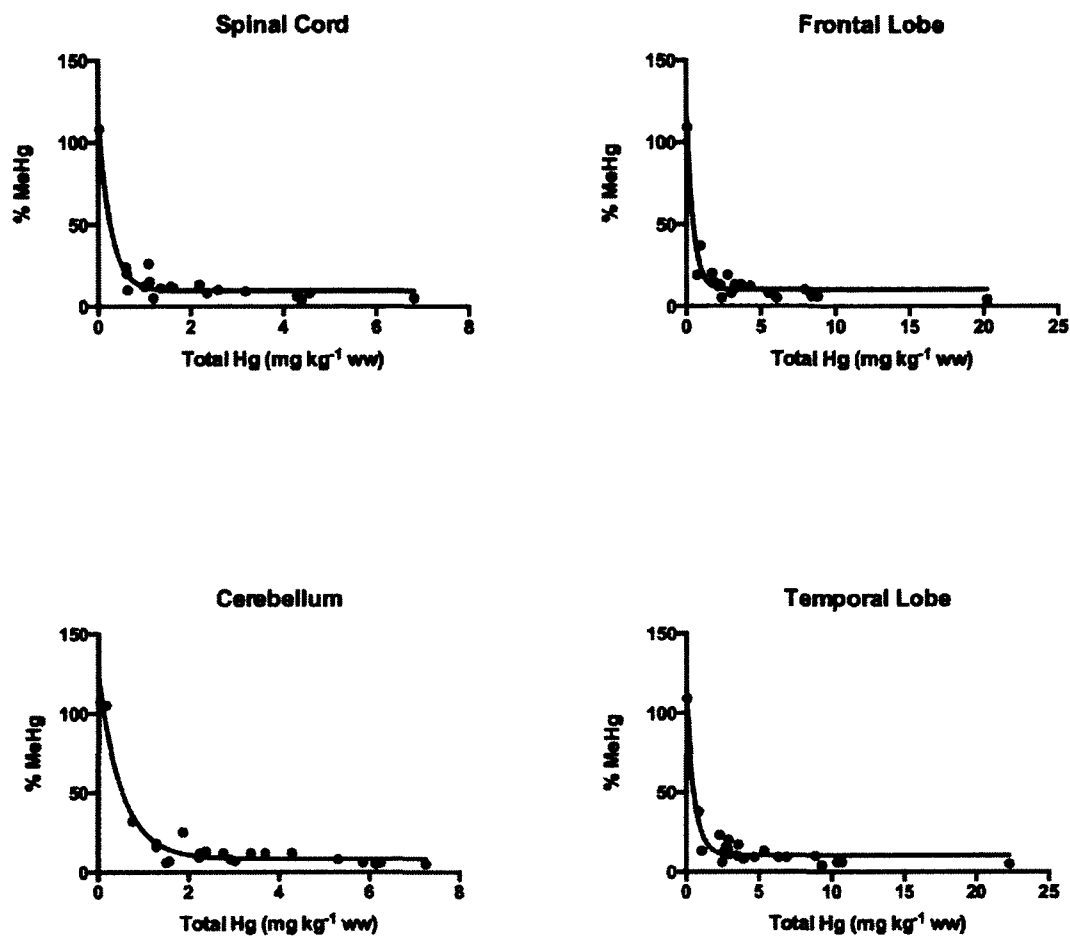 Spinal Cord
150
100
50
0
% MeHg
0 2 4 6 8
Total Hg (mg kg⁻¹ ww)
Frontal Lobe
150
100
50
0
% MeHg
0 5 10 15 20 25
Total Hg (mg kg⁻¹ ww)
Cerebellum
150
100
50
0
% MeHg
0 2 4 6 8
Total Hg (mg kg⁻¹ ww)
Temporal Lobe
150
100
50
0
% MeHg
0 5 10 15 20 25
Total Hg (mg kg⁻¹ ww)